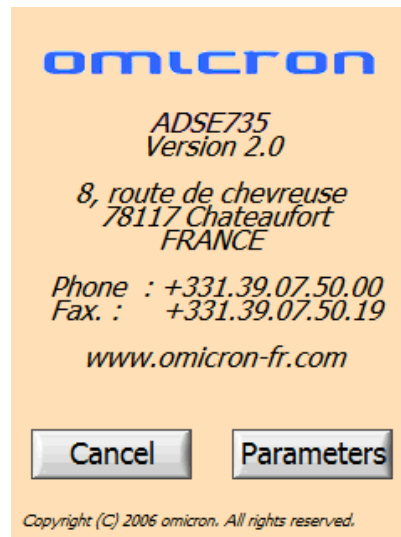 omicron
ADSE735
Version 2.0
8, route de chevreuse
78117 Chateaufort
FRANCE
Phone : +331.39.07.50.00
Fax. : +331.39.07.50.19
www.omicron-fr.com
Cancel Parameters
Copyright (C) 2006 omicron. All rights reserved.